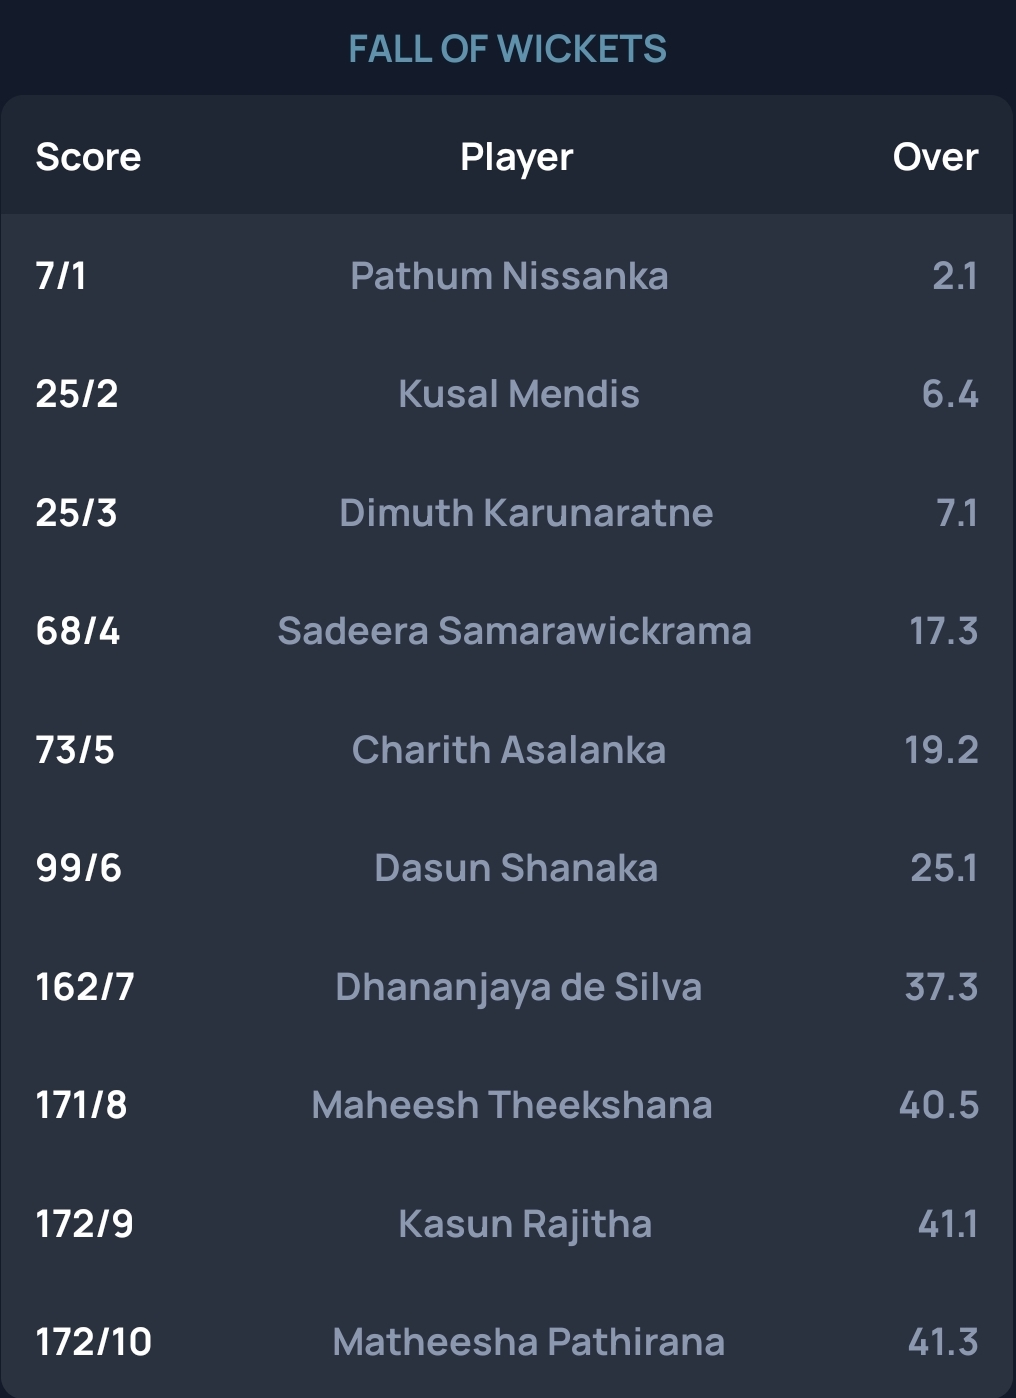 FALL OF WICKETS
Score Player Over
7/1 Pathum Nissanka 2.1
25/2 Kusal Mendis 6.4
25/3 Dimuth Karunaratne 7.1
68/4 Sadeera Samarawickrama 17.3
73/5 Charith Asalanka 19.2
99/6 Dasun Shanaka 25.1
162/7 Dhananjaya de Silva 37.3
171/8 Maheesh Theekshana 40.5
172/9 Kasun Rajitha 41.1
172/10 Matheesha Pathirana 41.3